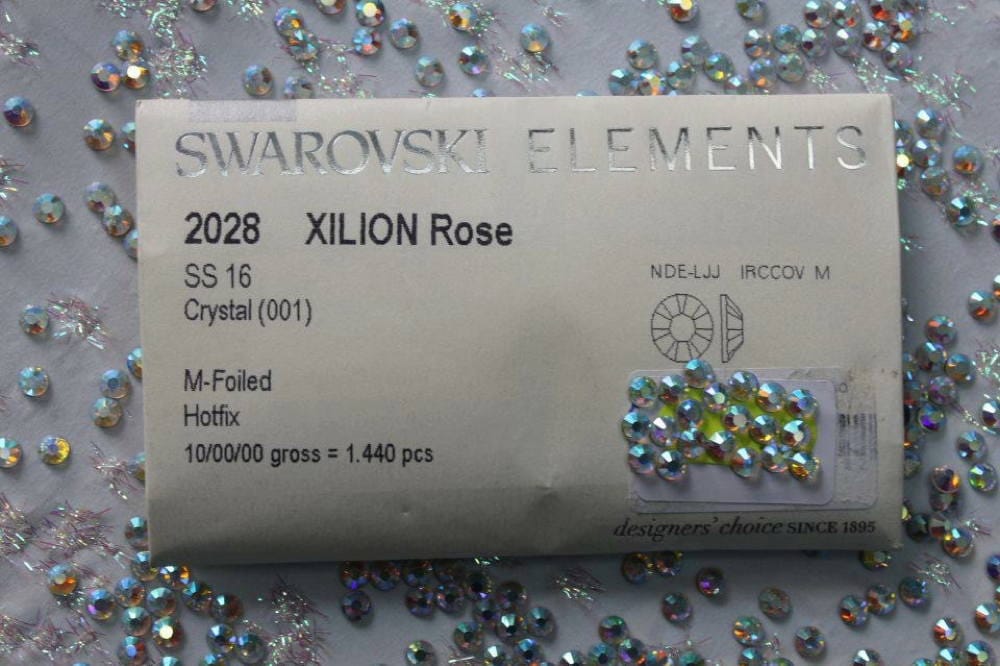 SWAROVSKI ELEMENTS
2028 XILION Rose
SS 16
Crystal (001)
NDE-LJJ IRCCOV M
M-Foiled
Hotfix
10/00/00 gross = 1.440 pcs
designers' choice SINCE 1895